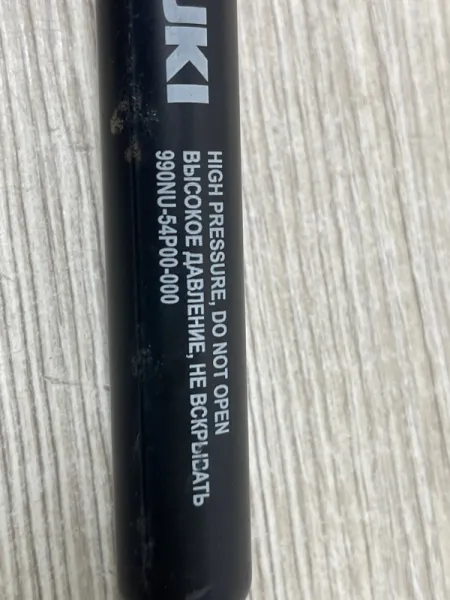 UKI
HIGH PRESSURE, DO NOT OPEN
ВЫСОКОЕ ДАВЛЕНИЕ, НЕ ВСКРЫВАТЬ
990NU-54P00-000